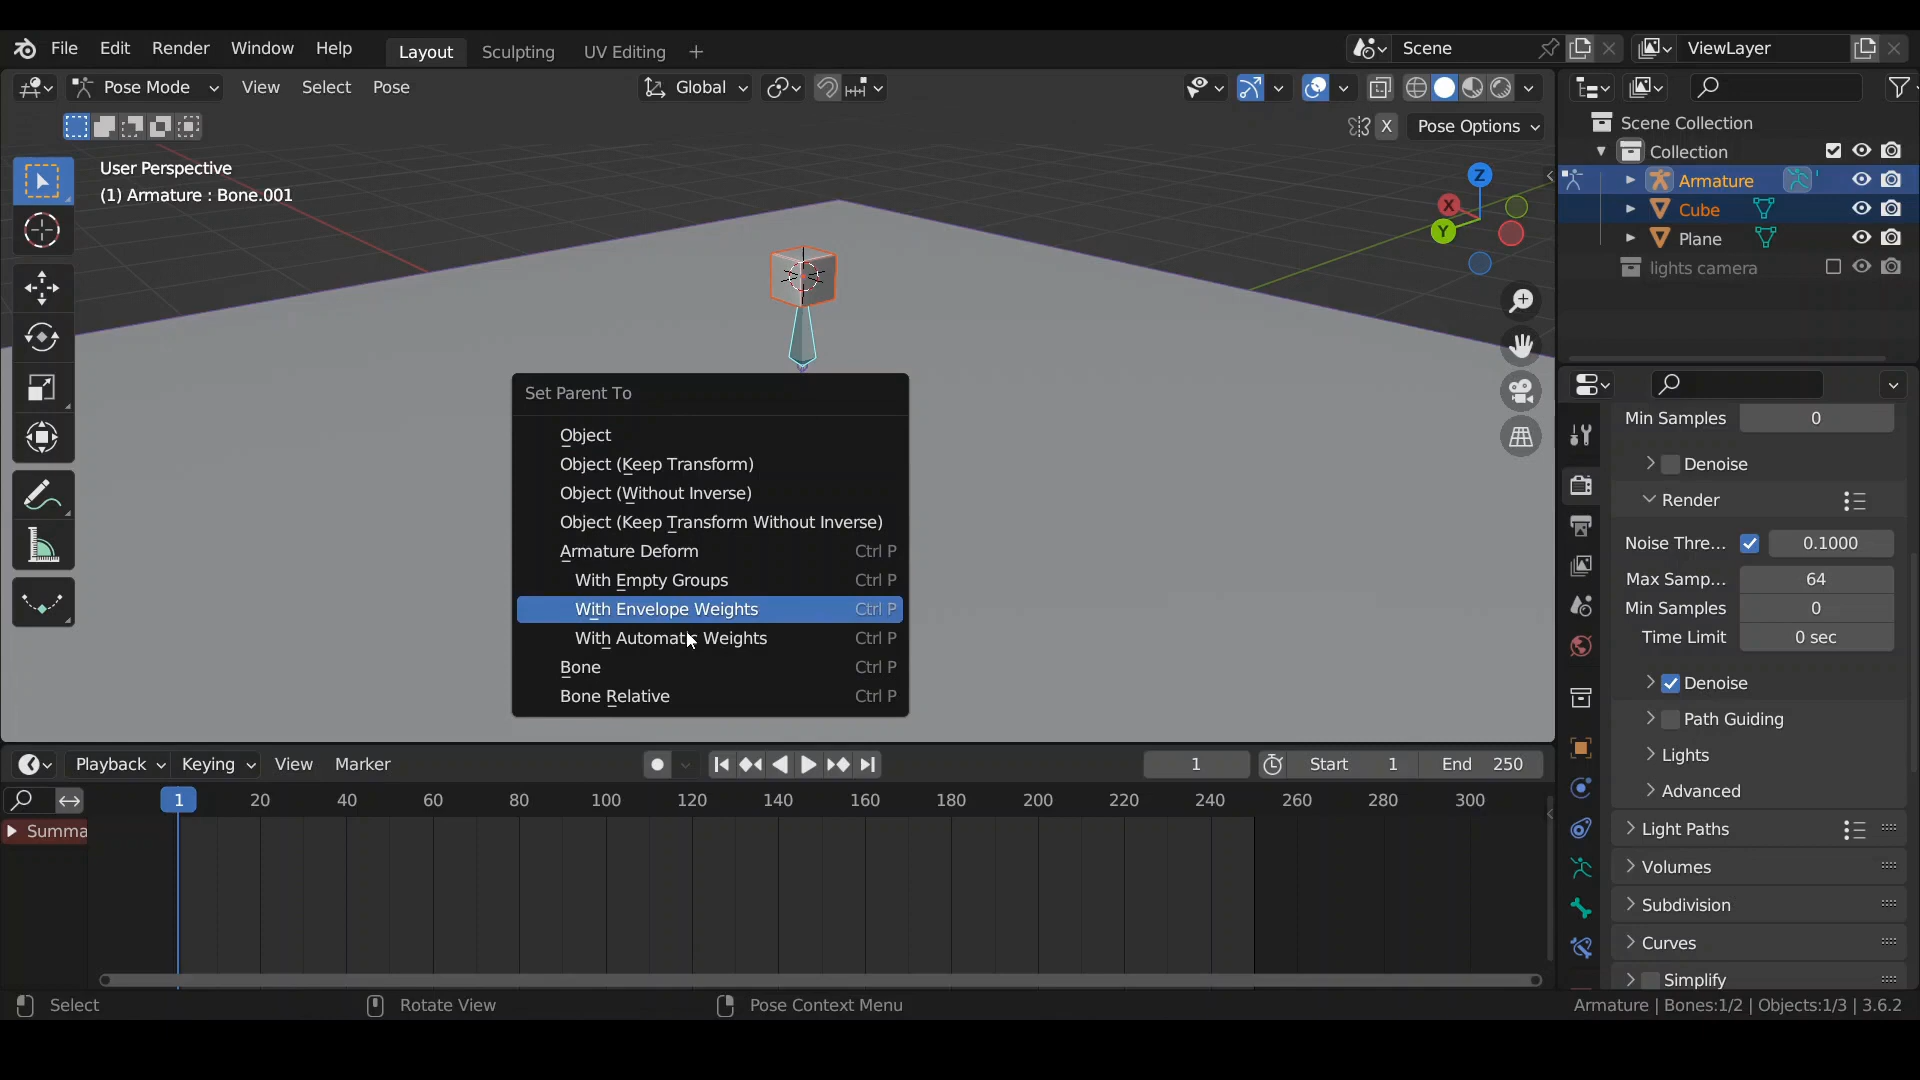 File Edit Render Window Help Layout Sculpting UV Editing + Scene ViewLayer
Pose Mode View Select Pose Global
X Pose Options
User Perspective
(1) Armature : Bone.001
Z
X
Y
Scene Collection
Collection
Armature
Cube
Plane
lights camera
Set Parent To
Object
Object (Keep Transform)
Object (Without Inverse)
Object (Keep Transform Without Inverse)
Armature Deform Ctrl P
With Empty Groups Ctrl P
With Envelope Weights Ctrl P
With Automatic Weights Ctrl P
Bone Ctrl P
Bone Relative Ctrl P
Min Samples 0
Denoise
Render
Noise Thre... 0.1000
Max Samp... 64
Min Samples 0
Time Limit 0 sec
Denoise
Path Guiding
Lights
Advanced
Light Paths
Volumes
Subdivision
Curves
Simplify
Playback Keying View Marker 1 Start 1 End 250
1 20 40 60 80 100 120 140 160 180 200 220 240 260 280 300
Summa
Select Rotate View Pose Context Menu Armature | Bones:1/2 | Objects:1/3 | 3.6.2